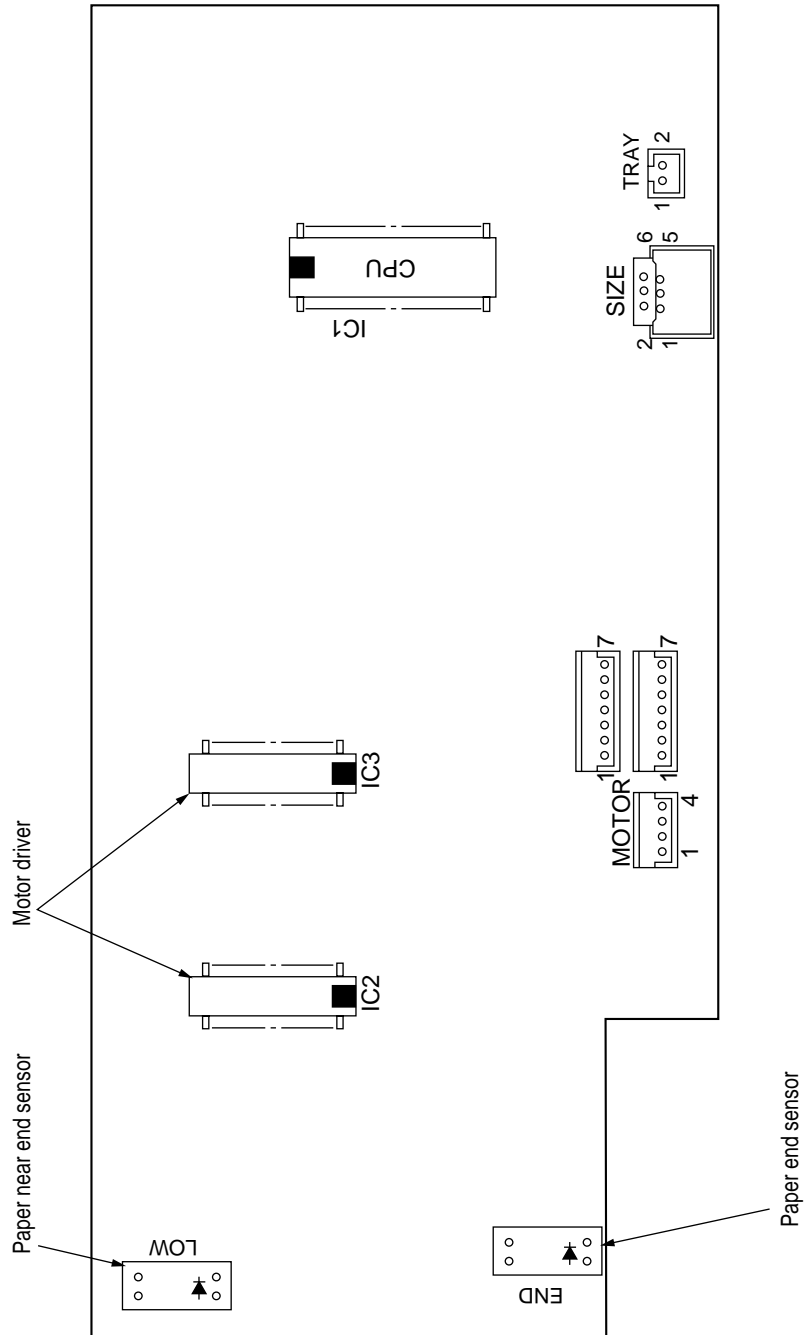 TRAY
1
2
SIZE
6
5
2
1
CPU
IC1
7
1
7
1
MOTOR
4
1
IC3
IC2
Motor driver
Paper near end sensor
LOW
END
Paper end sensor